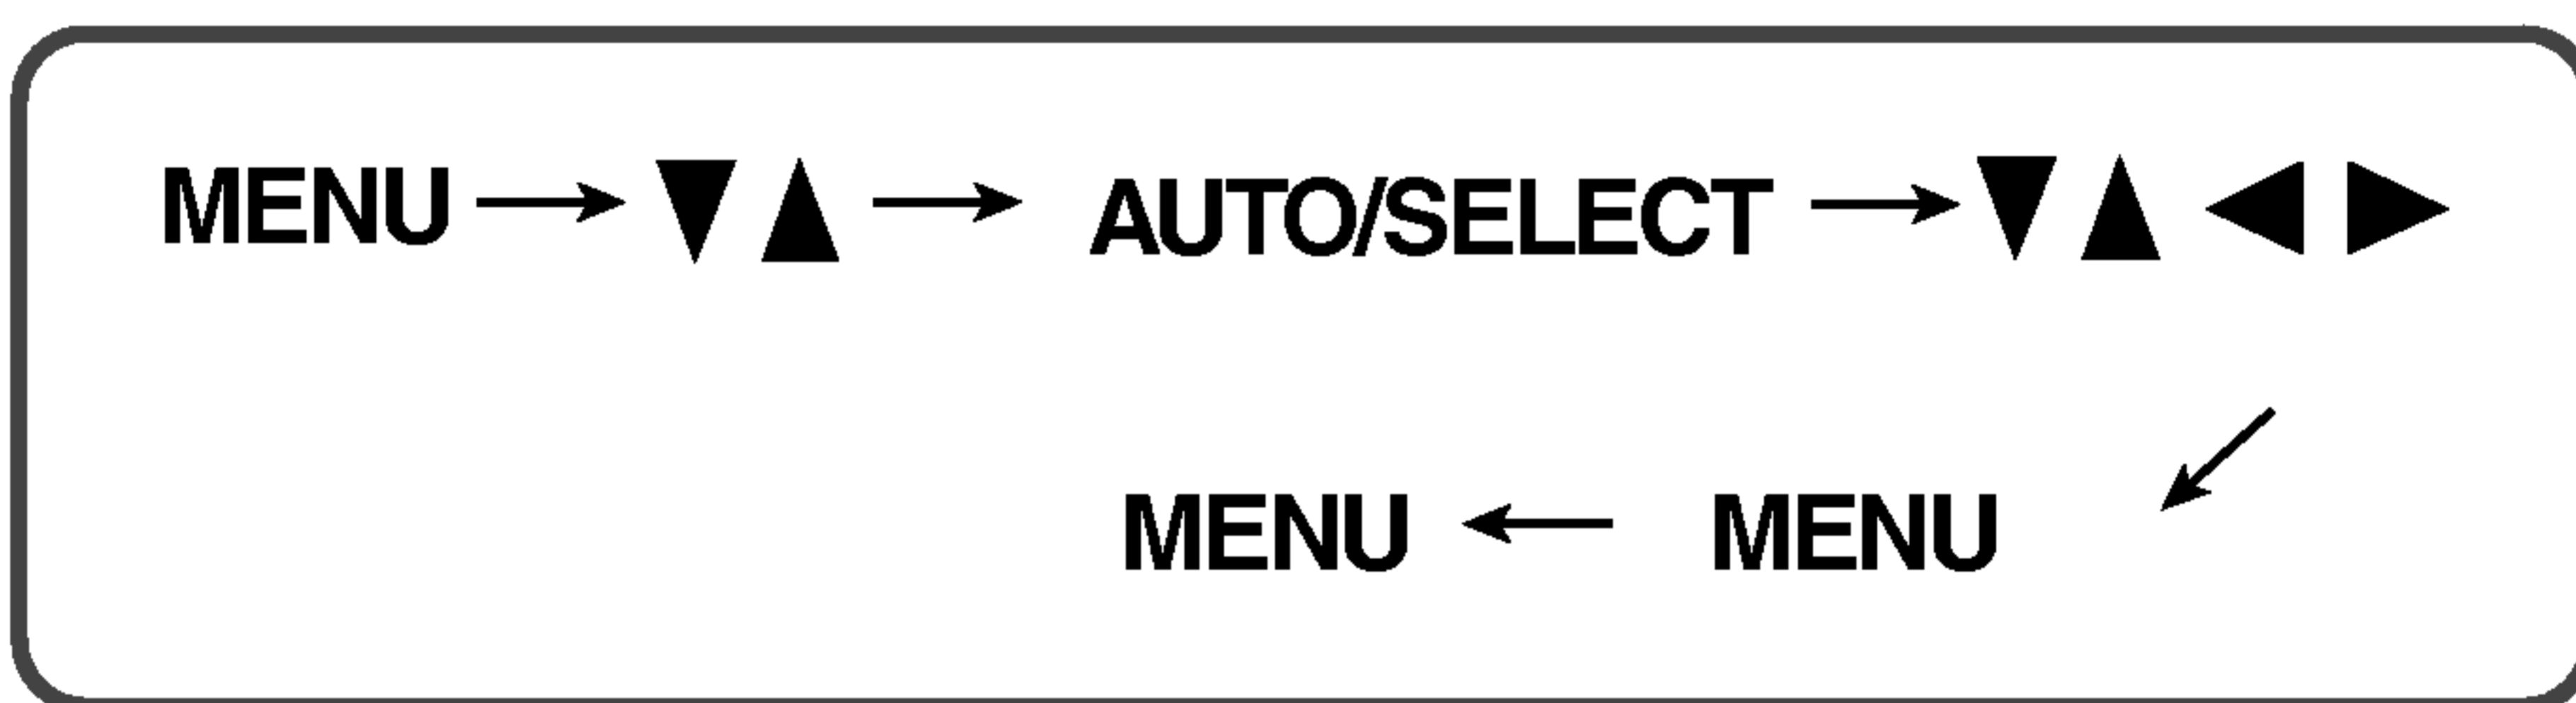 MENU → ▼ ▲ → AUTO/SELECT → ▼ ▲ ◀ ▶
MENU ← MENU ↙